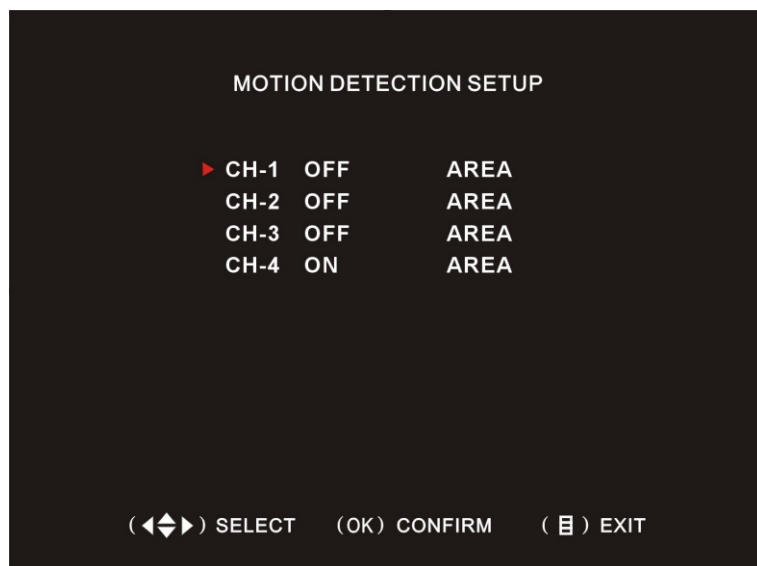 MOTION DETECTION SETUP
CH-1 OFF AREA
CH-2 OFF AREA
CH-3 OFF AREA
CH-4 ON AREA
(◀◆▶) SELECT (OK) CONFIRM (目) EXIT